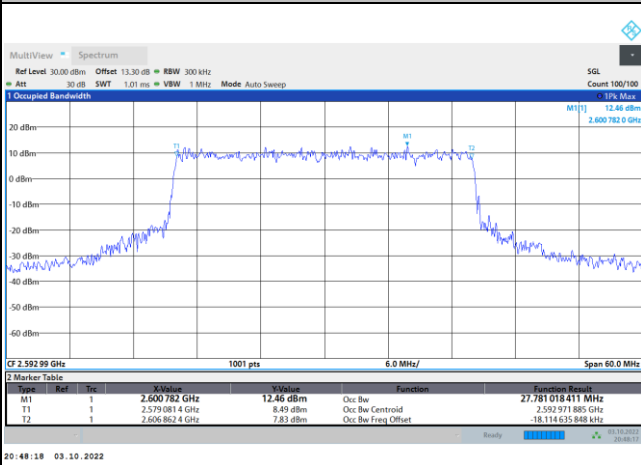 MultiView Spectrum
Ref Level 30.00 dBm Offset 13.30 dB RBW 300 kHz SGL
Att 30 dB SWT 1.01 ms VBW 1 MHz Mode Auto Sweep Count 100/100
1 Occupied Bandwidth 1Pk Max
M1[1] 12.46 dBm
2.600 782 0 GHz
20 dBm
M1
T1 T2
10 dBm
0 dBm
-10 dBm
-20 dBm
-30 dBm
-40 dBm
-50 dBm
-60 dBm
CF 2.592 99 GHz 1001 pts 6.0 MHz/ Span 60.0 MHz
2 Marker Table
Type Ref Trc X-Value Y-Value Function Function Result
M1 1 2.600 782 GHz 12.46 dBm Occ Bw 27.781 018 411 MHz
T1 1 2.579 081 4 GHz 8.49 dBm Occ Bw Centroid 2.592 971 885 GHz
T2 1 2.606 862 4 GHz 7.83 dBm Occ Bw Freq Offset -18.114 635 848 kHz
Ready 03.10.2022
20:48:17
20:48:18 03.10.2022